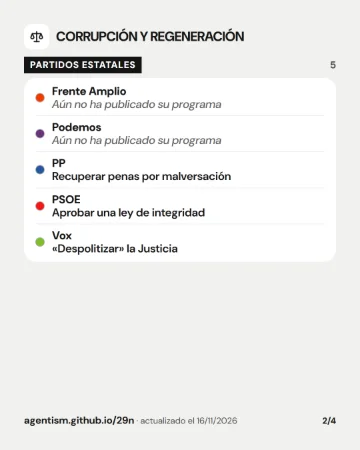 CORRUPCIÓN Y REGENERACIÓN
PARTIDOS ESTATALES 5
Frente Amplio
Aún no ha publicado su programa
Podemos
Aún no ha publicado su programa
PP
Recuperar penas por malversación
PSOE
Aprobar una ley de integridad
Vox
«Despolitizar» la Justicia
agentism.github.io/29n · actualizado el 16/11/2026 2/4